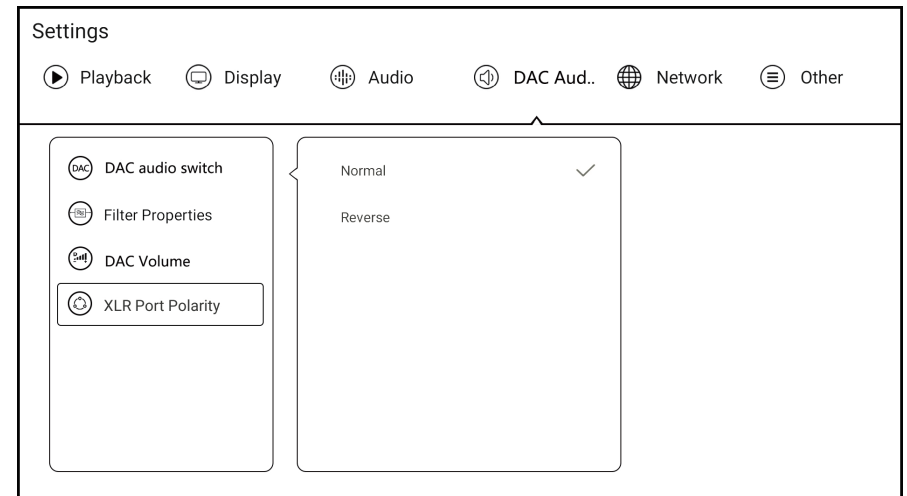 Settings
Playback Display Audio DAC Aud.. Network Other
DAC DAC audio switch
Filter Properties
DAC Volume
XLR Port Polarity
Normal
Reverse